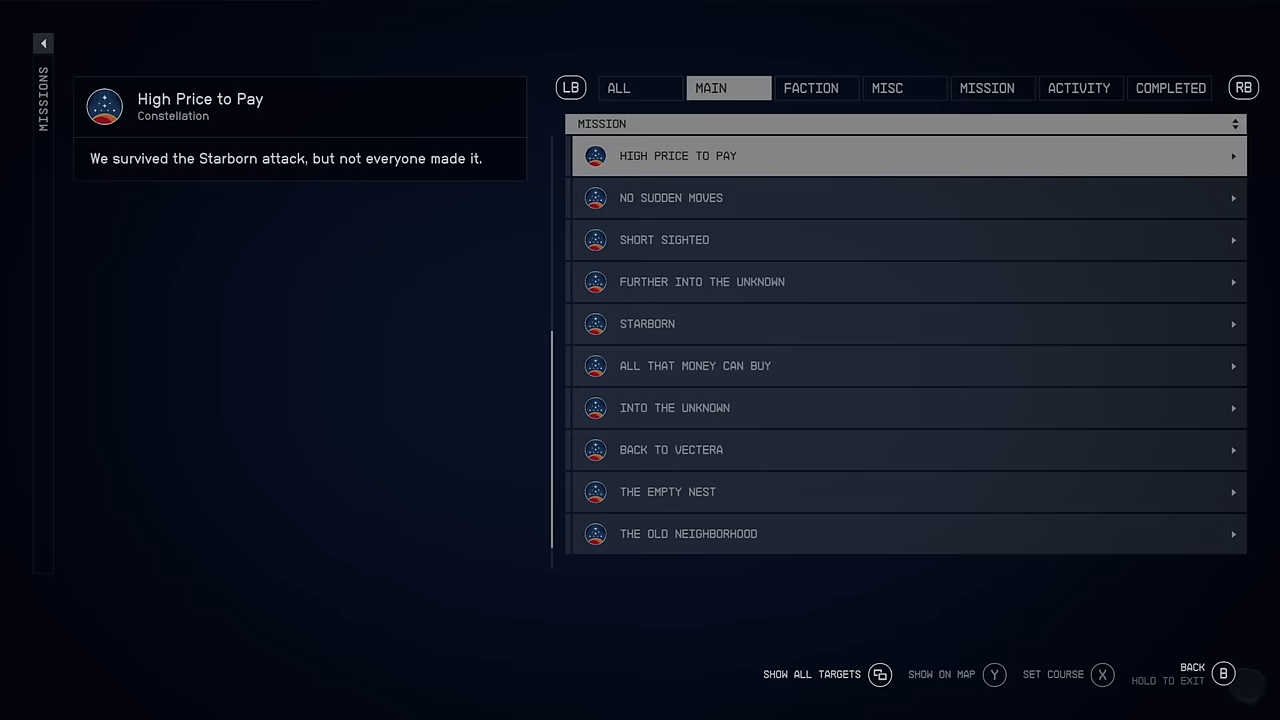 MISSIONS
High Price to Pay
Constellation
We survived the Starborn attack, but not everyone made it.
LB ALL MAIN FACTION MISC MISSION ACTIVITY COMPLETED RB
MISSION
HIGH PRICE TO PAY
NO SUDDEN MOVES
SHORT SIGHTED
FURTHER INTO THE UNKNOWN
STARBORN
ALL THAT MONEY CAN BUY
INTO THE UNKNOWN
BACK TO VECTERA
THE EMPTY NEST
THE OLD NEIGHBORHOOD
SHOW ALL TARGETS SHOW ON MAP Y SET COURSE X BACK B
HOLD TO EXIT